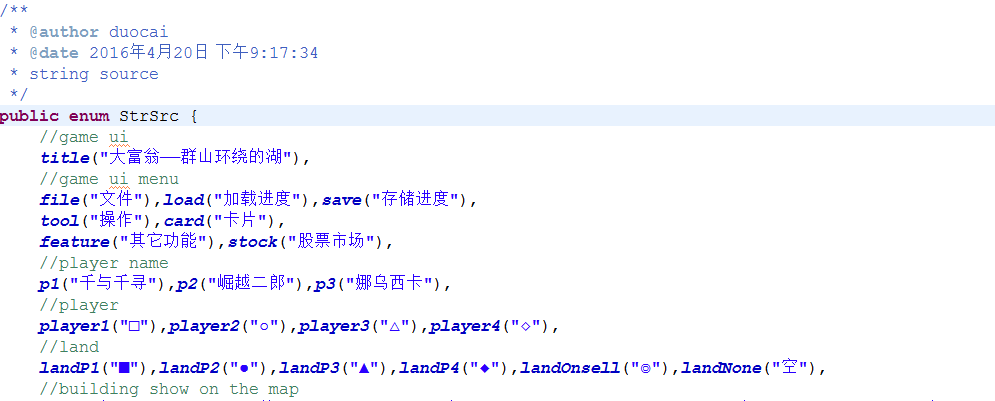 /**
 * @author duocai
 * @date 2016年4月20日 下午9:17:34
 * string source
 */
public enum StrSrc {
    //game ui
    title("大富翁——群山环绕的湖"),
    //game ui menu
    file("文件"),load("加载进度"),save("存储进度"),
    tool("操作"),card("卡片"),
    feature("其它功能"),stock("股票市场"),
    //player name
    p1("千与千寻"),p2("崛越二郎"),p3("娜乌西卡"),
    //player
    player1("□"),player2("○"),player3("△"),player4("◇"),
    //land
    landP1("■"),landP2("●"),landP3("▲"),landP4("◆"),landOnsell("◎"),landNone("空"),
    //building show on the map